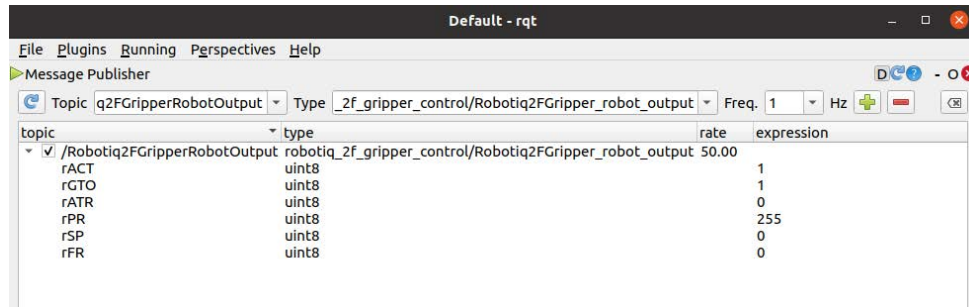 Default - rqt
File Plugins Running Perspectives Help
Message Publisher D - O
Topic q2FGripperRobotOutput Type _2f_gripper_control/Robotiq2FGripper_robot_output Freq. 1 Hz
topic type rate expression
/Robotiq2FGripperRobotOutput robotiq_2f_gripper_control/Robotiq2FGripper_robot_output 50.00
rACT uint8 1
rGTO uint8 1
rATR uint8 0
rPR uint8 255
rSP uint8 0
rFR uint8 0